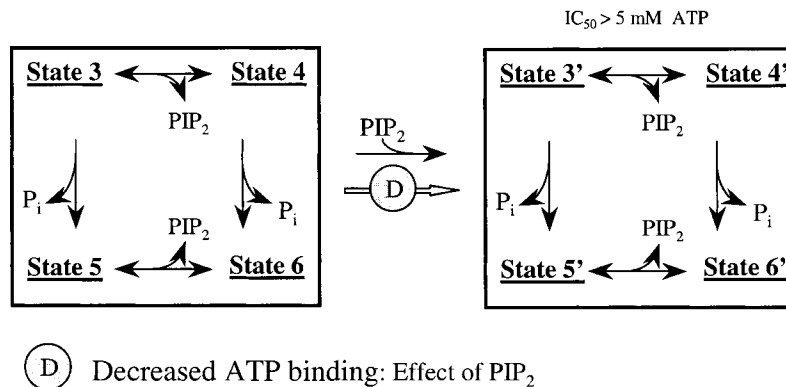 IC₅₀ > 5 mM ATP
State 3 State 4
PIP₂
Pᵢ Pᵢ
PIP₂
State 5 State 6
PIP₂
D
State 3' State 4'
PIP₂
Pᵢ Pᵢ
PIP₂
State 5' State 6'
D Decreased ATP binding: Effect of PIP₂